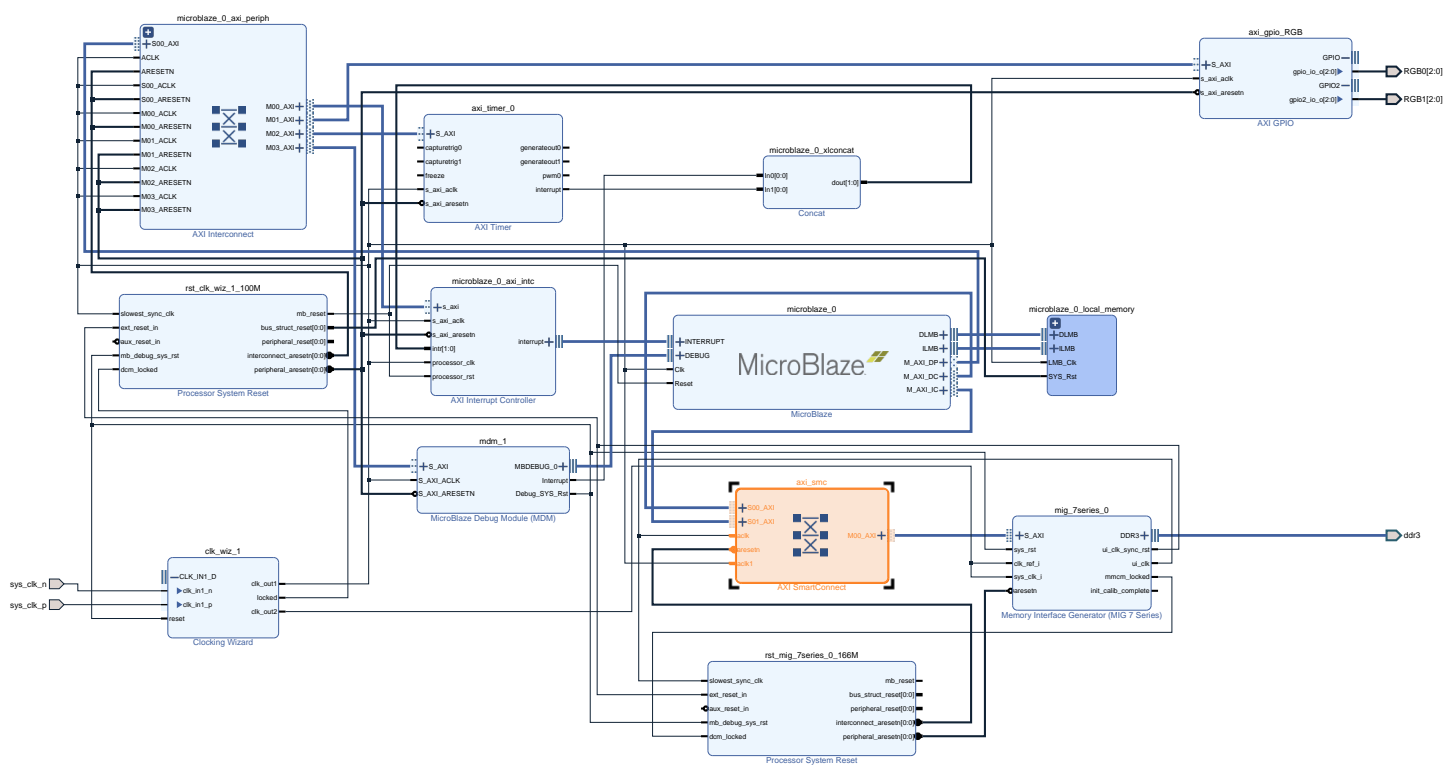 microblaze_0_axi_periph
S00_AXI
ACLK
ARESETN
S00_ACLK
S00_ARESETN
M00_ACLK
M00_ARESETN
M01_ACLK
M01_ARESETN
M02_ACLK
M02_ARESETN
M03_ACLK
M03_ARESETN
M00_AXI
M01_AXI
M02_AXI
M03_AXI
AXI Interconnect
axi_timer_0
S_AXI
capturetrig0
capturetrig1
freeze
s_axi_aclk
s_axi_aresetn
generateout0
generateout1
pwm0
interrupt
AXI Timer
microblaze_0_xlconcat
In0[0:0]
In1[0:0]
dout[1:0]
Concat
axi_gpio_RGB
S_AXI
s_axi_aclk
s_axi_aresetn
GPIO
gpio_io_o[2:0]
GPIO2
gpio2_io_o[2:0]
AXI GPIO
RGB0[2:0]
RGB1[2:0]
rst_clk_wiz_1_100M
slowest_sync_clk
ext_reset_in
aux_reset_in
mb_debug_sys_rst
dcm_locked
mb_reset
bus_struct_reset[0:0]
peripheral_reset[0:0]
interconnect_aresetn[0:0]
peripheral_aresetn[0:0]
Processor System Reset
microblaze_0_axi_intc
s_axi
s_axi_aclk
s_axi_aresetn
intr[1:0]
processor_clk
processor_rst
interrupt
AXI Interrupt Controller
microblaze_0
INTERRUPT
DEBUG
Clk
Reset
MicroBlaze
DLMB
ILMB
M_AXI_DP
M_AXI_DC
M_AXI_IC
MicroBlaze
microblaze_0_local_memory
DLMB
ILMB
LMB_Clk
SYS_Rst
mdm_1
S_AXI
S_AXI_ACLK
S_AXI_ARESETN
MBDEBUG_0
Interrupt
Debug_SYS_Rst
MicroBlaze Debug Module (MDM)
axi_smc
S00_AXI
S01_AXI
aclk
aresetn
aclk1
M00_AXI
AXI SmartConnect
mig_7series_0
S_AXI
sys_rst
clk_ref_i
sys_clk_i
aresetn
DDR3
ui_clk_sync_rst
ui_clk
mmcm_locked
init_calib_complete
Memory Interface Generator (MIG 7 Series)
ddr3
sys_clk_n
sys_clk_p
clk_wiz_1
CLK_IN1_D
clk_in1_n
clk_in1_p
reset
clk_out1
locked
clk_out2
Clocking Wizard
rst_mig_7series_0_166M
slowest_sync_clk
ext_reset_in
aux_reset_in
mb_debug_sys_rst
dcm_locked
mb_reset
bus_struct_reset[0:0]
peripheral_reset[0:0]
interconnect_aresetn[0:0]
peripheral_aresetn[0:0]
Processor System Reset